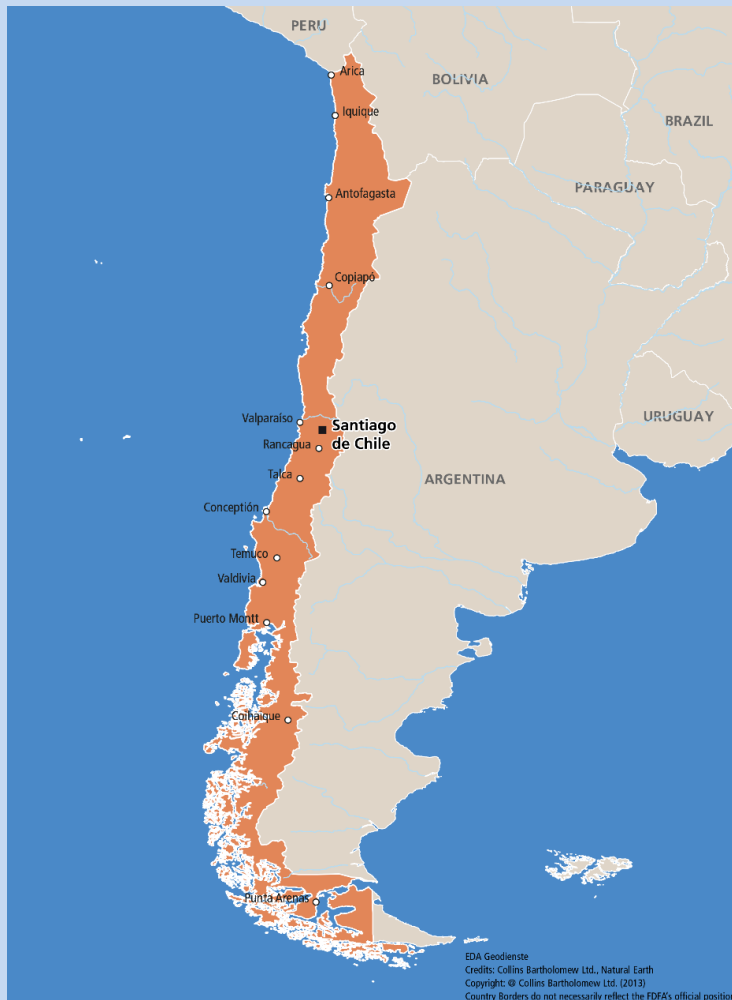 PERU
Arica
BOLIVIA
Iquique
BRAZIL
PARAGUAY
Antofagasta
Copiapó
Valparaíso
Santiago
de Chile
URUGUAY
Rancagua
Talca
ARGENTINA
Conceptión
Temuco
Valdivia
Puerto Montt
Coihaique
Punta Arenas
EDA Geodienste
Credits: Collins Bartholomew Ltd., Natural Earth
Copyright: @ Collins Bartholomew Ltd. (2013)
Country Borders do not necessarily reflect the FDFA's official position